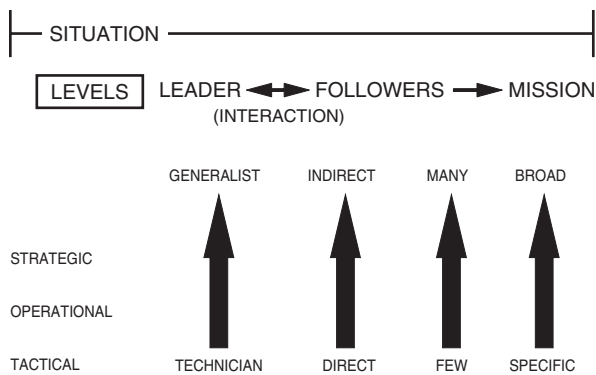 SITUATION
LEVELS LEADER FOLLOWERS MISSION
(INTERACTION)
GENERALIST INDIRECT MANY BROAD
STRATEGIC
OPERATIONAL
TACTICAL TECHNICIAN DIRECT FEW SPECIFIC